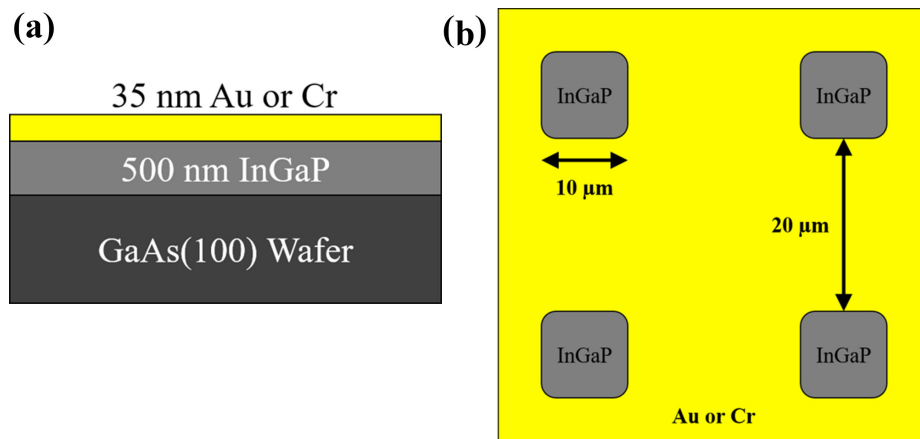 (a)
35 nm Au or Cr
500 nm InGaP
GaAs(100) Wafer
(b)
InGaP
InGaP
10 µm
20 µm
InGaP
InGaP
Au or Cr